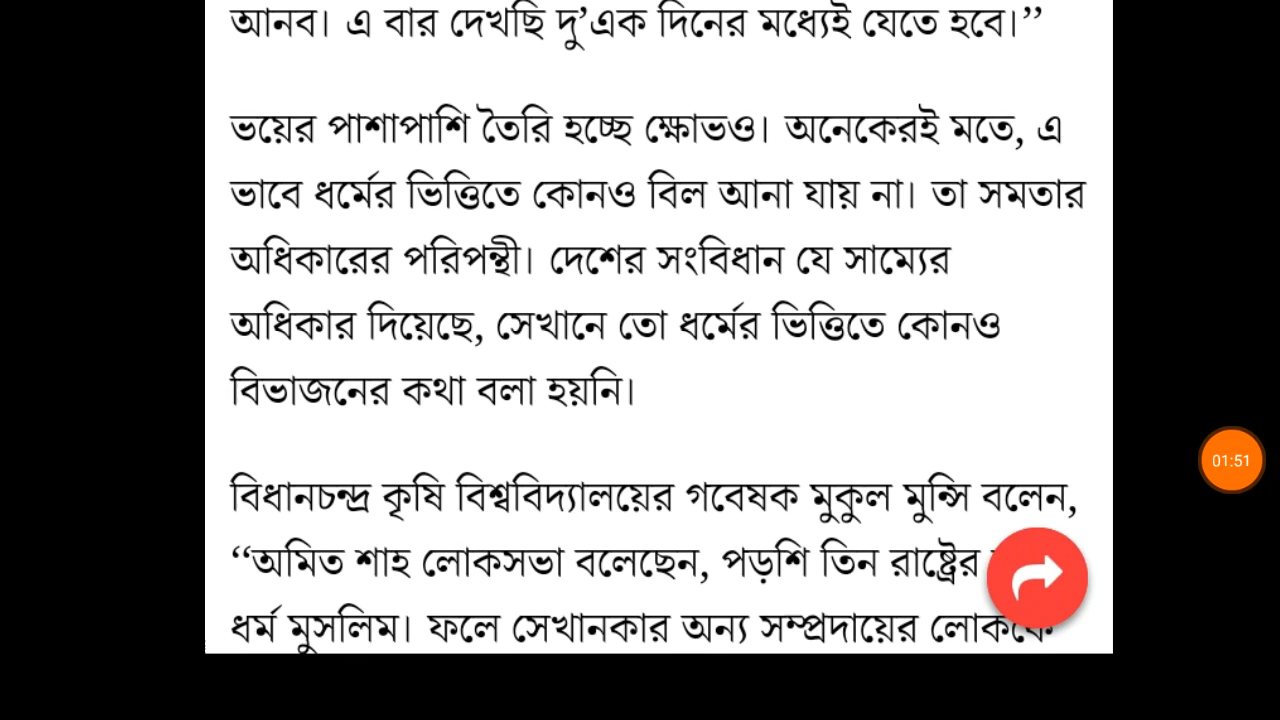 আনব। এ বার দেখছি দু’এক দিনের মধ্যেই যেতে হবে।’’
ভয়ের পাশাপাশি তৈরি হচ্ছে ক্ষোভও। অনেকেরই মতে, এ
ভাবে ধর্মের ভিত্তিতে কোনও বিল আনা যায় না। তা সমতার
অধিকারের পরিপন্থী। দেশের সংবিধান যে সাম্যের
অধিকার দিয়েছে, সেখানে তো ধর্মের ভিত্তিতে কোনও
বিভাজনের কথা বলা হয়নি।
01:51
বিধানচন্দ্র কৃষি বিশ্ববিদ্যালয়ের গবেষক মুকুল মুন্সি বলেন,
‘‘অমিত শাহ লোকসভা বলেছেন, পড়শি তিন রাষ্ট্রের
ধর্ম মুসলিম। ফলে সেখানকার অন্য সম্প্রদায়ের লোককে